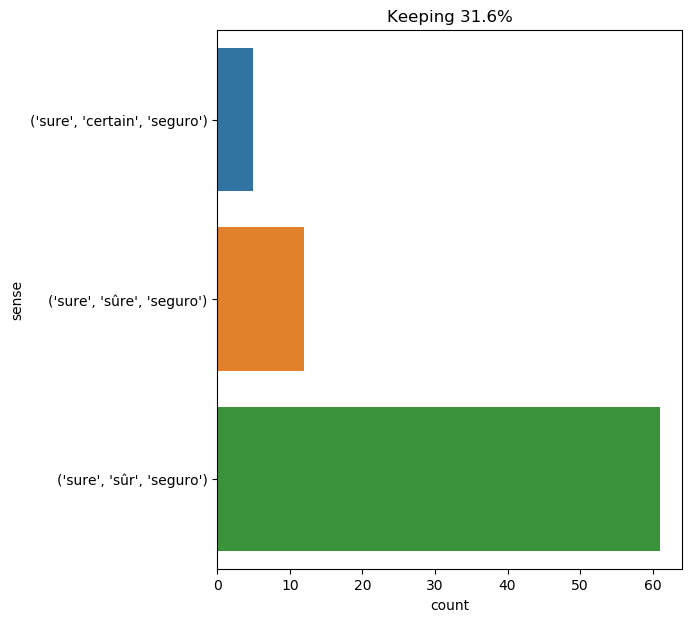 Keeping 31.6%
sense
('sure', 'certain', 'seguro')
('sure', 'sûre', 'seguro')
('sure', 'sûr', 'seguro')
0 10 20 30 40 50 60
count